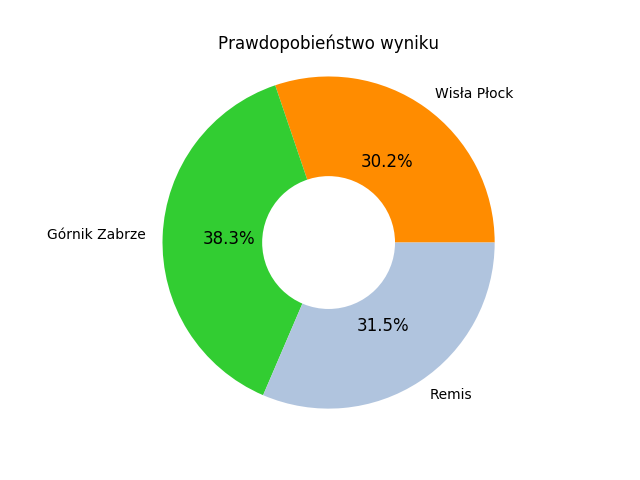 Prawdopobieństwo wyniku
Wisła Płock
30.2%
Górnik Zabrze
38.3%
31.5%
Remis